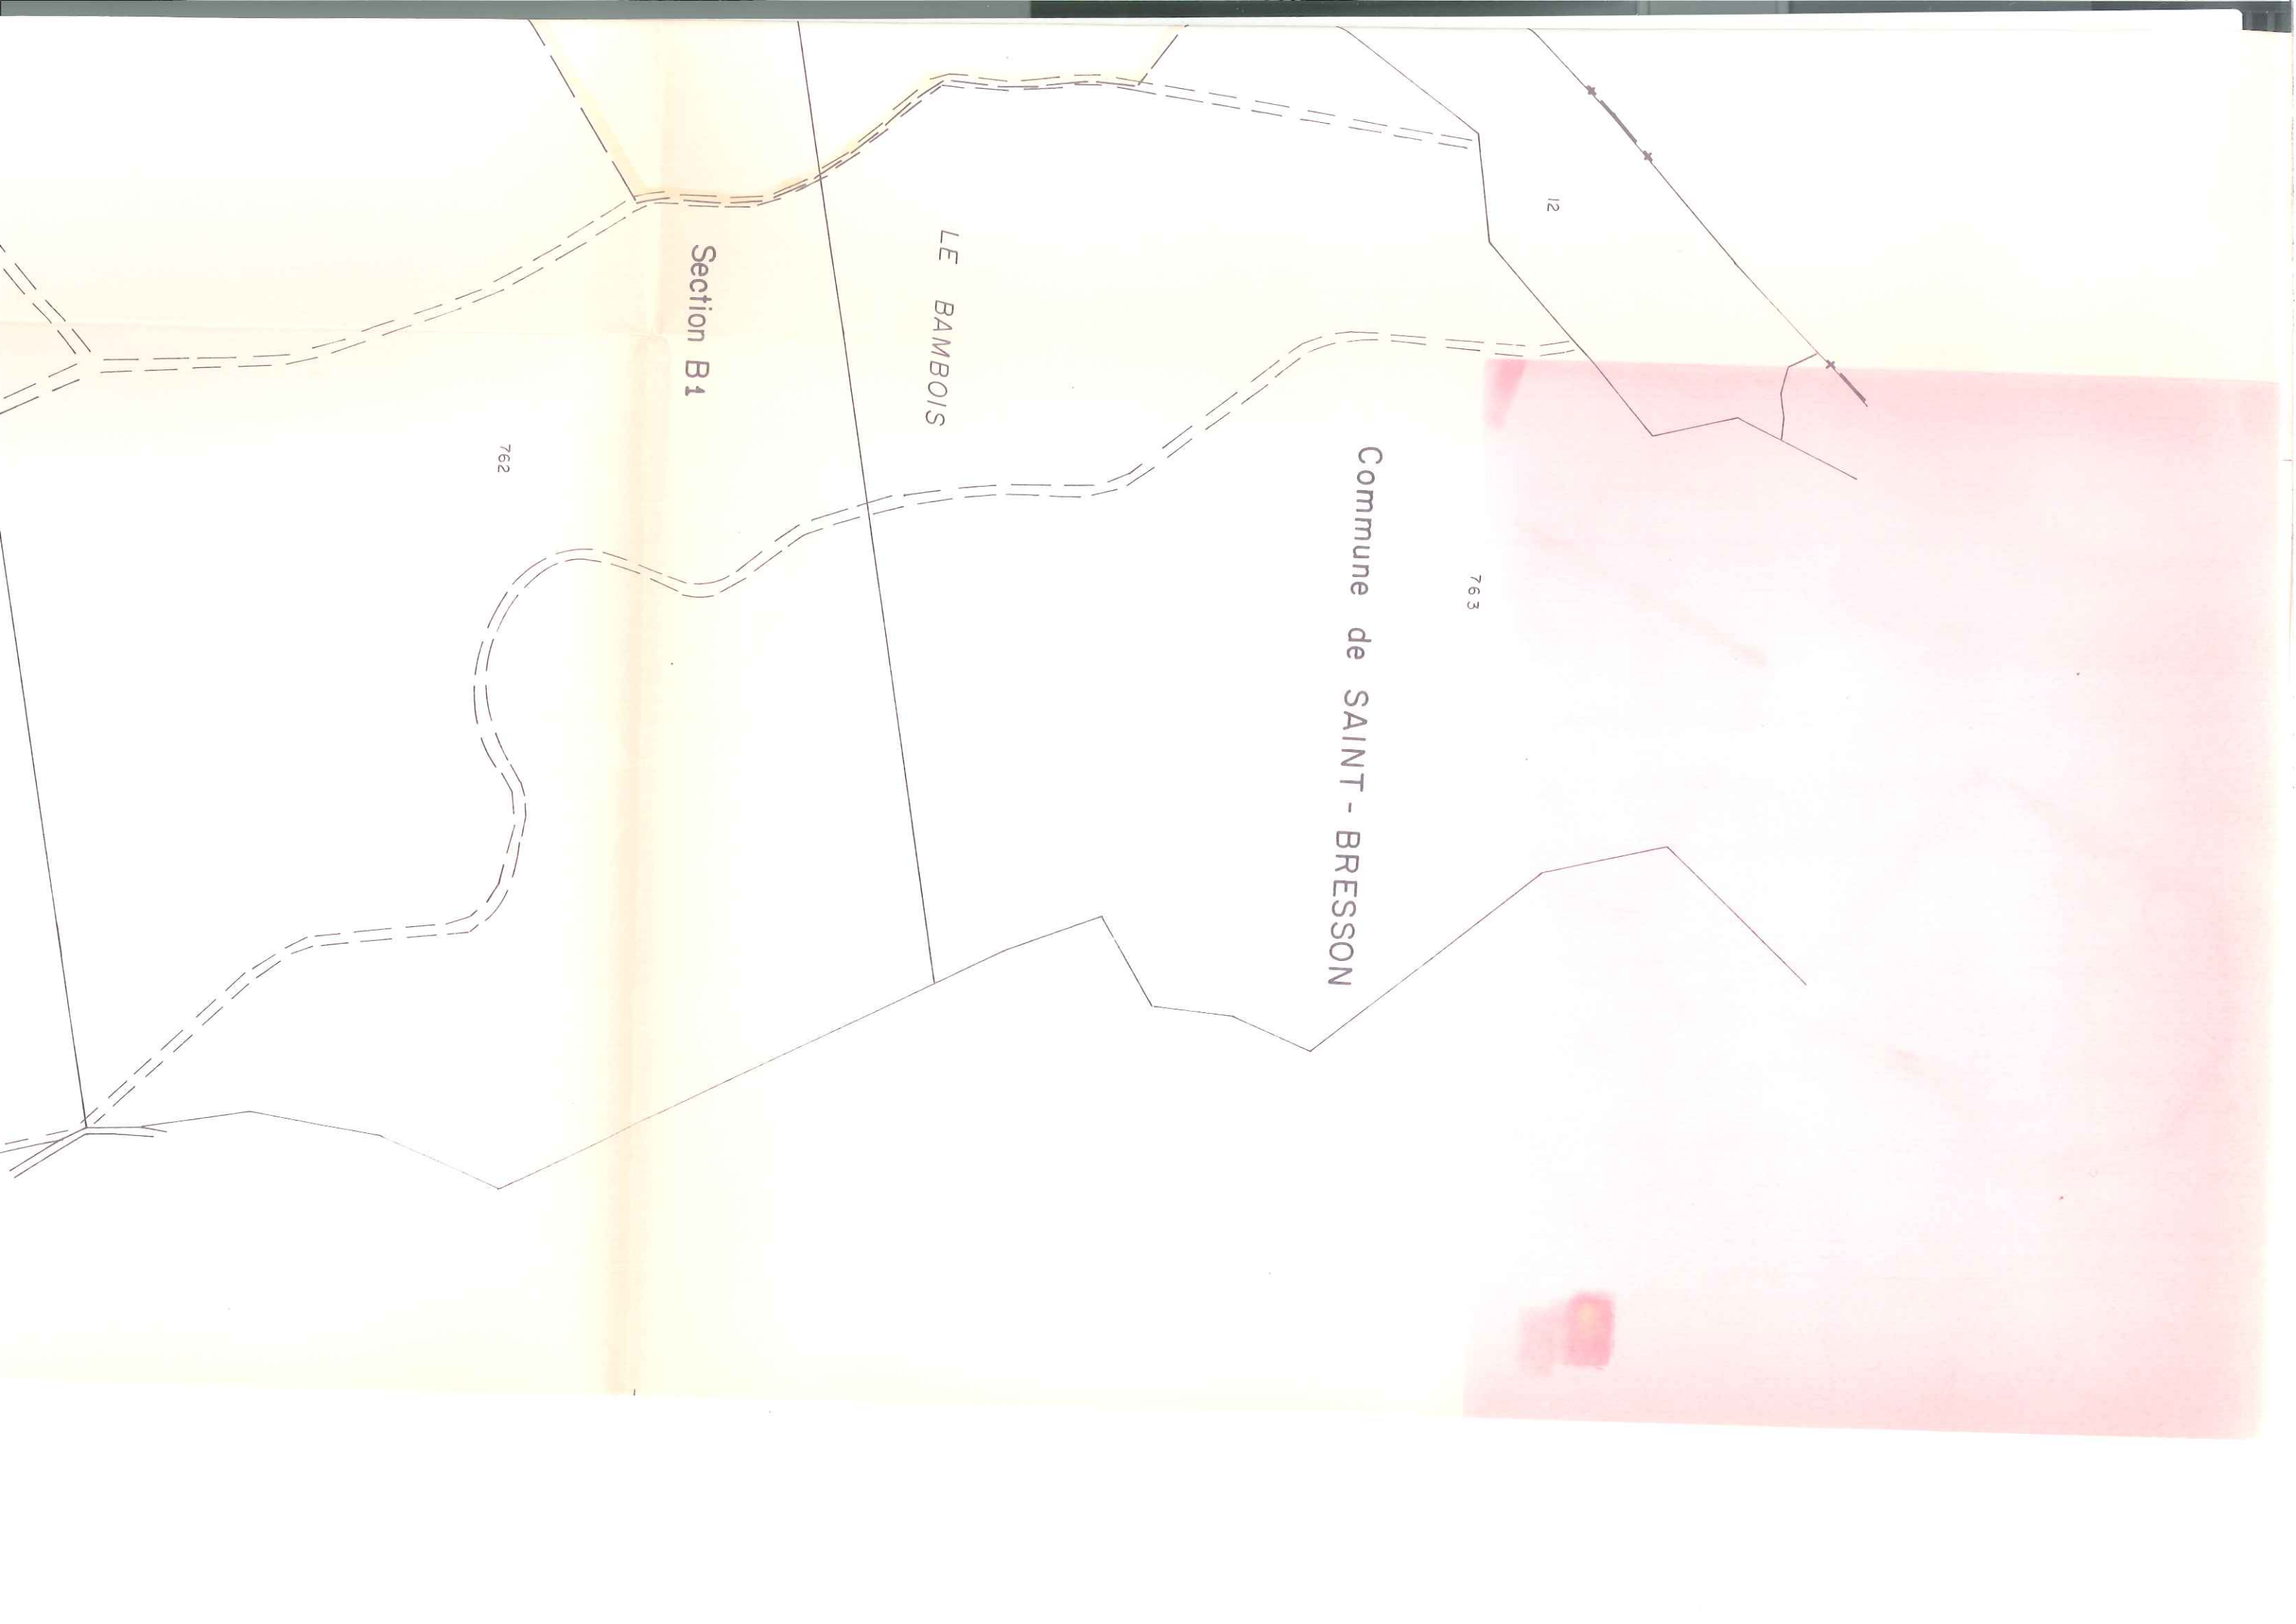 12
763
Commune de SAINT-BRESSON
LE BAMBOIS
Section B1
762